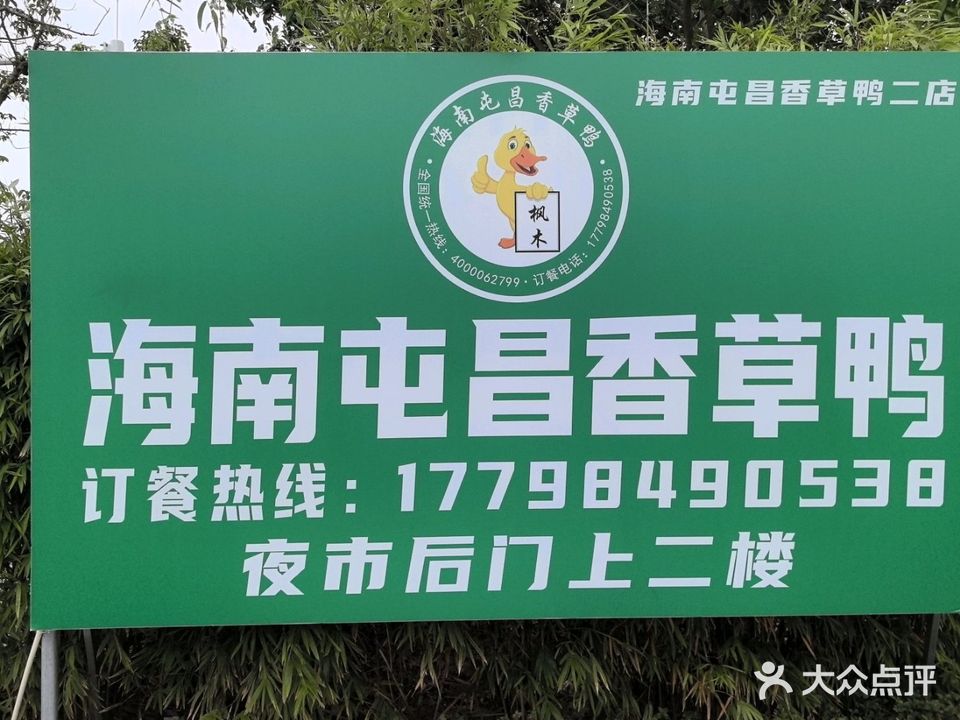 海南屯昌香草鸭二店
海南屯昌香草鸭
全国统一热线：4000062799·订餐电话：17798490538
枫木
海南屯昌香草鸭
订餐热线：17798490538
夜市后门上二楼
大众点评